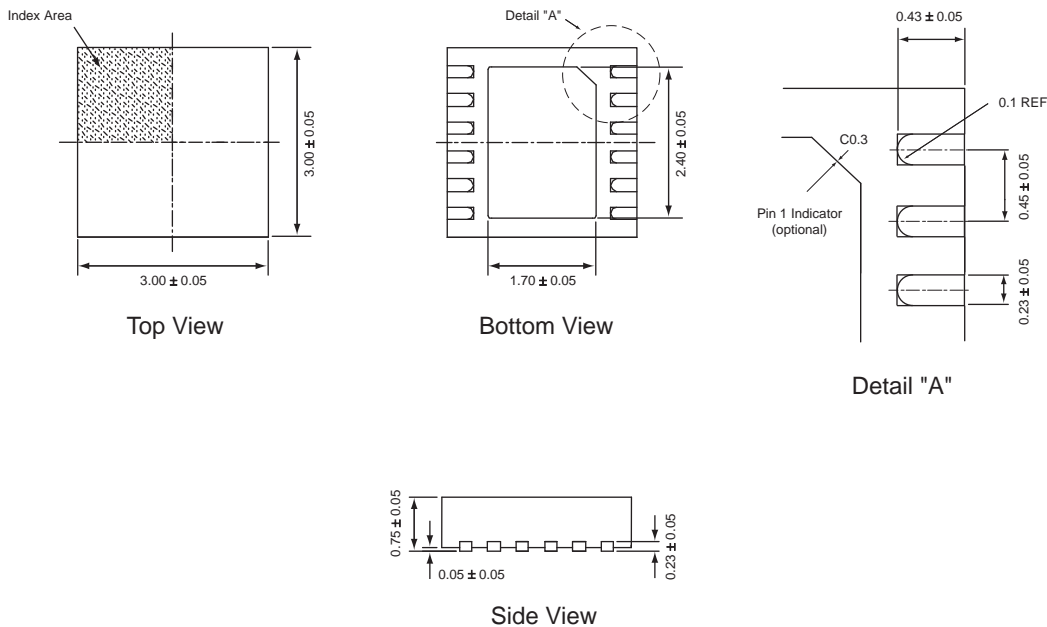 Index Area
3.00 ± 0.05
3.00 ± 0.05
Top View
Detail "A"
2.40 ± 0.05
1.70 ± 0.05
Bottom View
0.43 ± 0.05
0.1 REF
C0.3
0.45 ± 0.05
Pin 1 Indicator
(optional)
0.23 ± 0.05
Detail "A"
0.75 ± 0.05
0.05 ± 0.05
0.23 ± 0.05
Side View